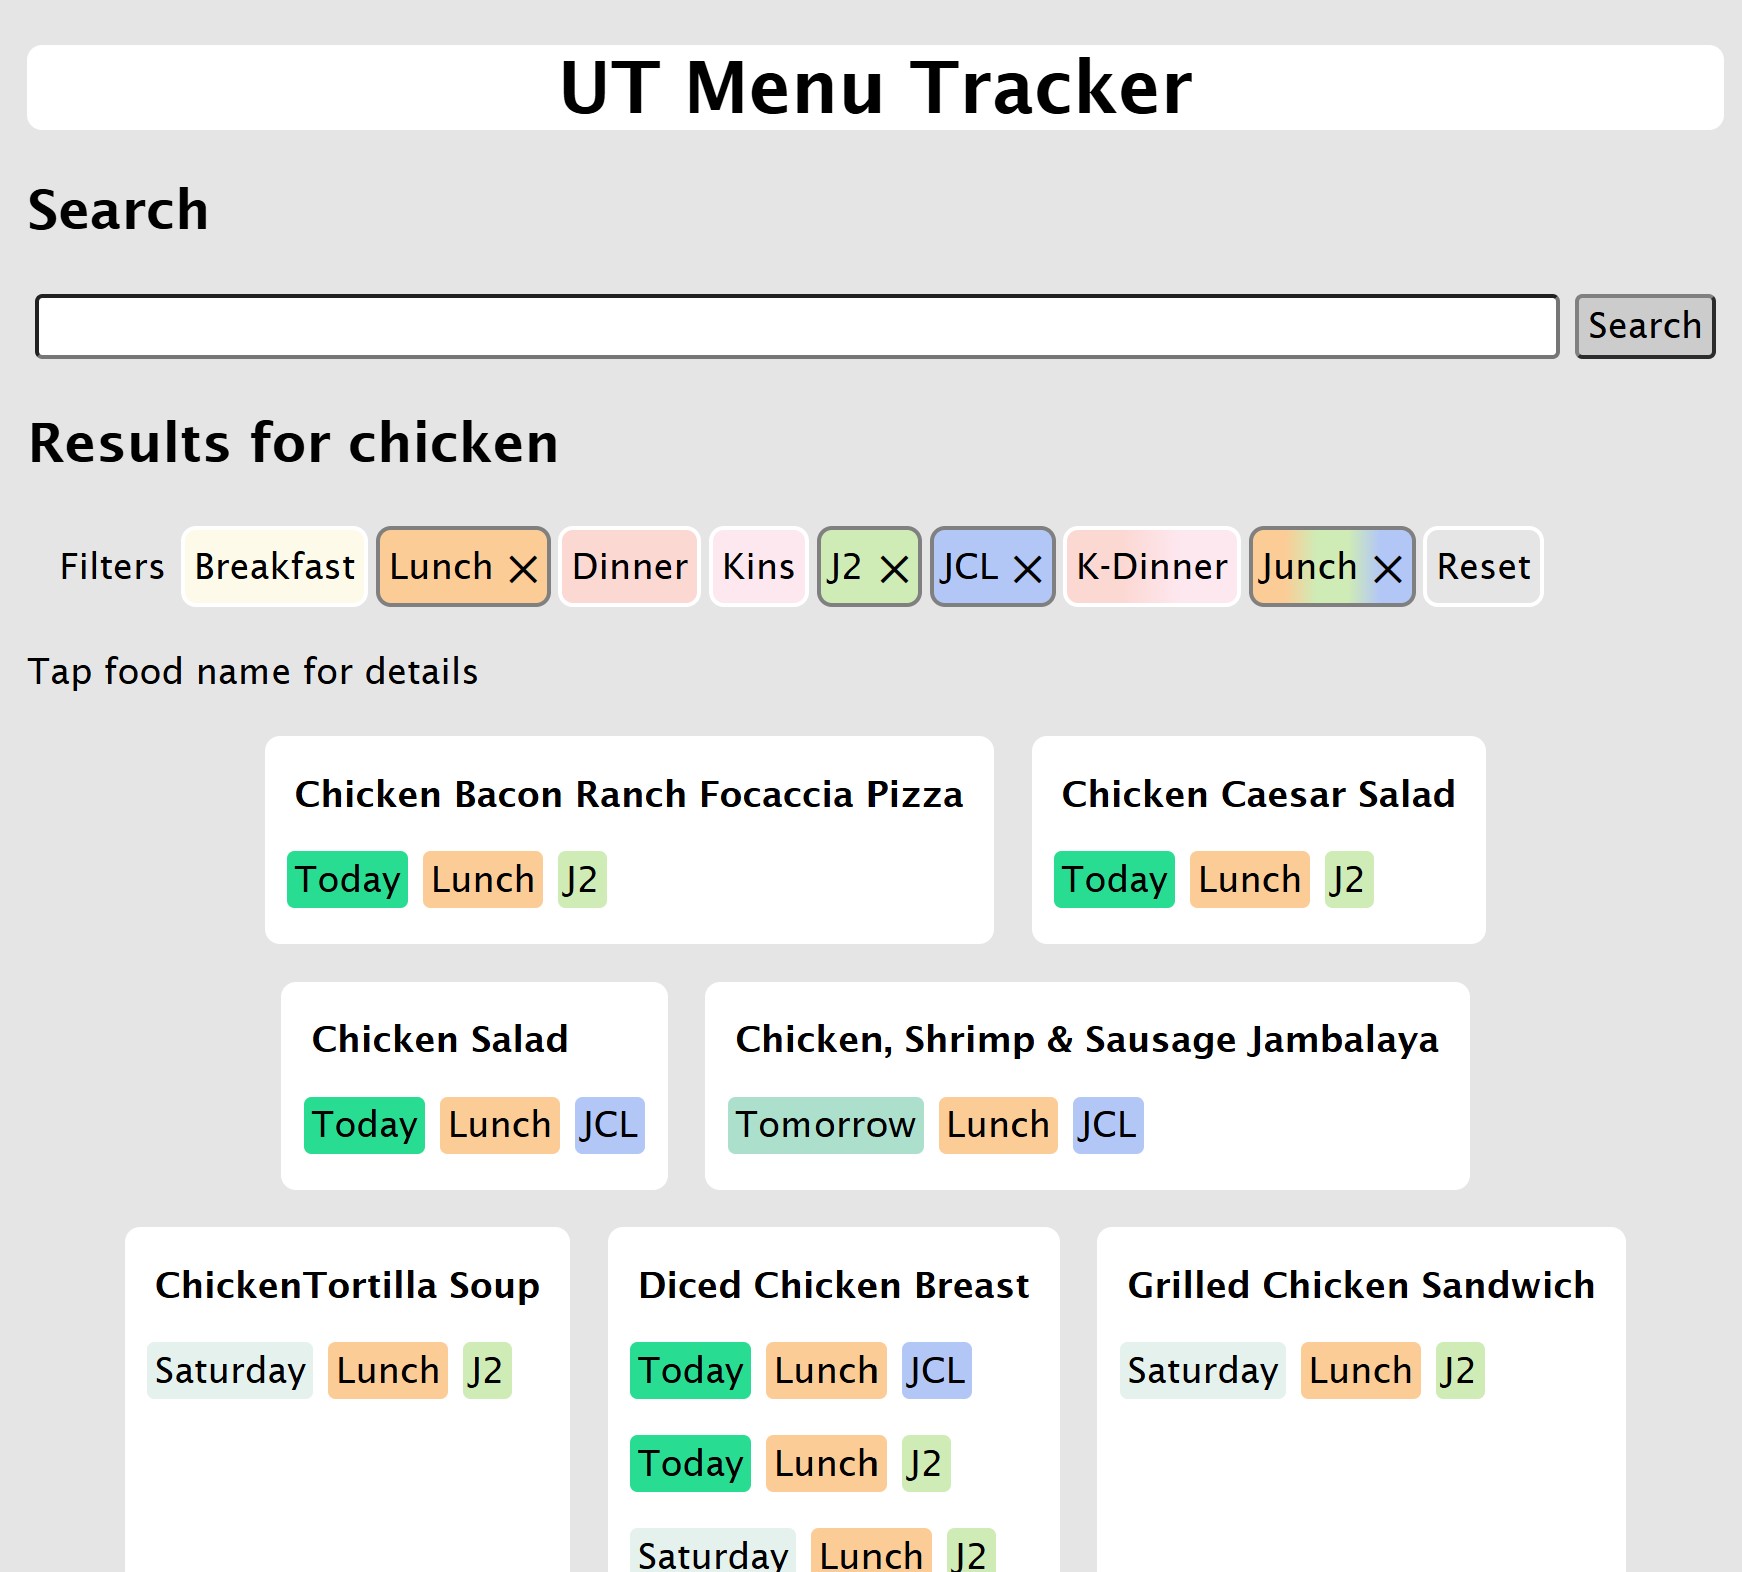 UT Menu Tracker
Search
Search
Results for chicken
Filters Breakfast Lunch × Dinner Kins J2 × JCL × K-Dinner Junch × Reset
Tap food name for details
Chicken Bacon Ranch Focaccia Pizza
Today Lunch J2
Chicken Caesar Salad
Today Lunch J2
Chicken Salad
Today Lunch JCL
Chicken, Shrimp & Sausage Jambalaya
Tomorrow Lunch JCL
ChickenTortilla Soup
Saturday Lunch J2
Diced Chicken Breast
Today Lunch JCL
Today Lunch J2
Saturday Lunch J2
Grilled Chicken Sandwich
Saturday Lunch J2